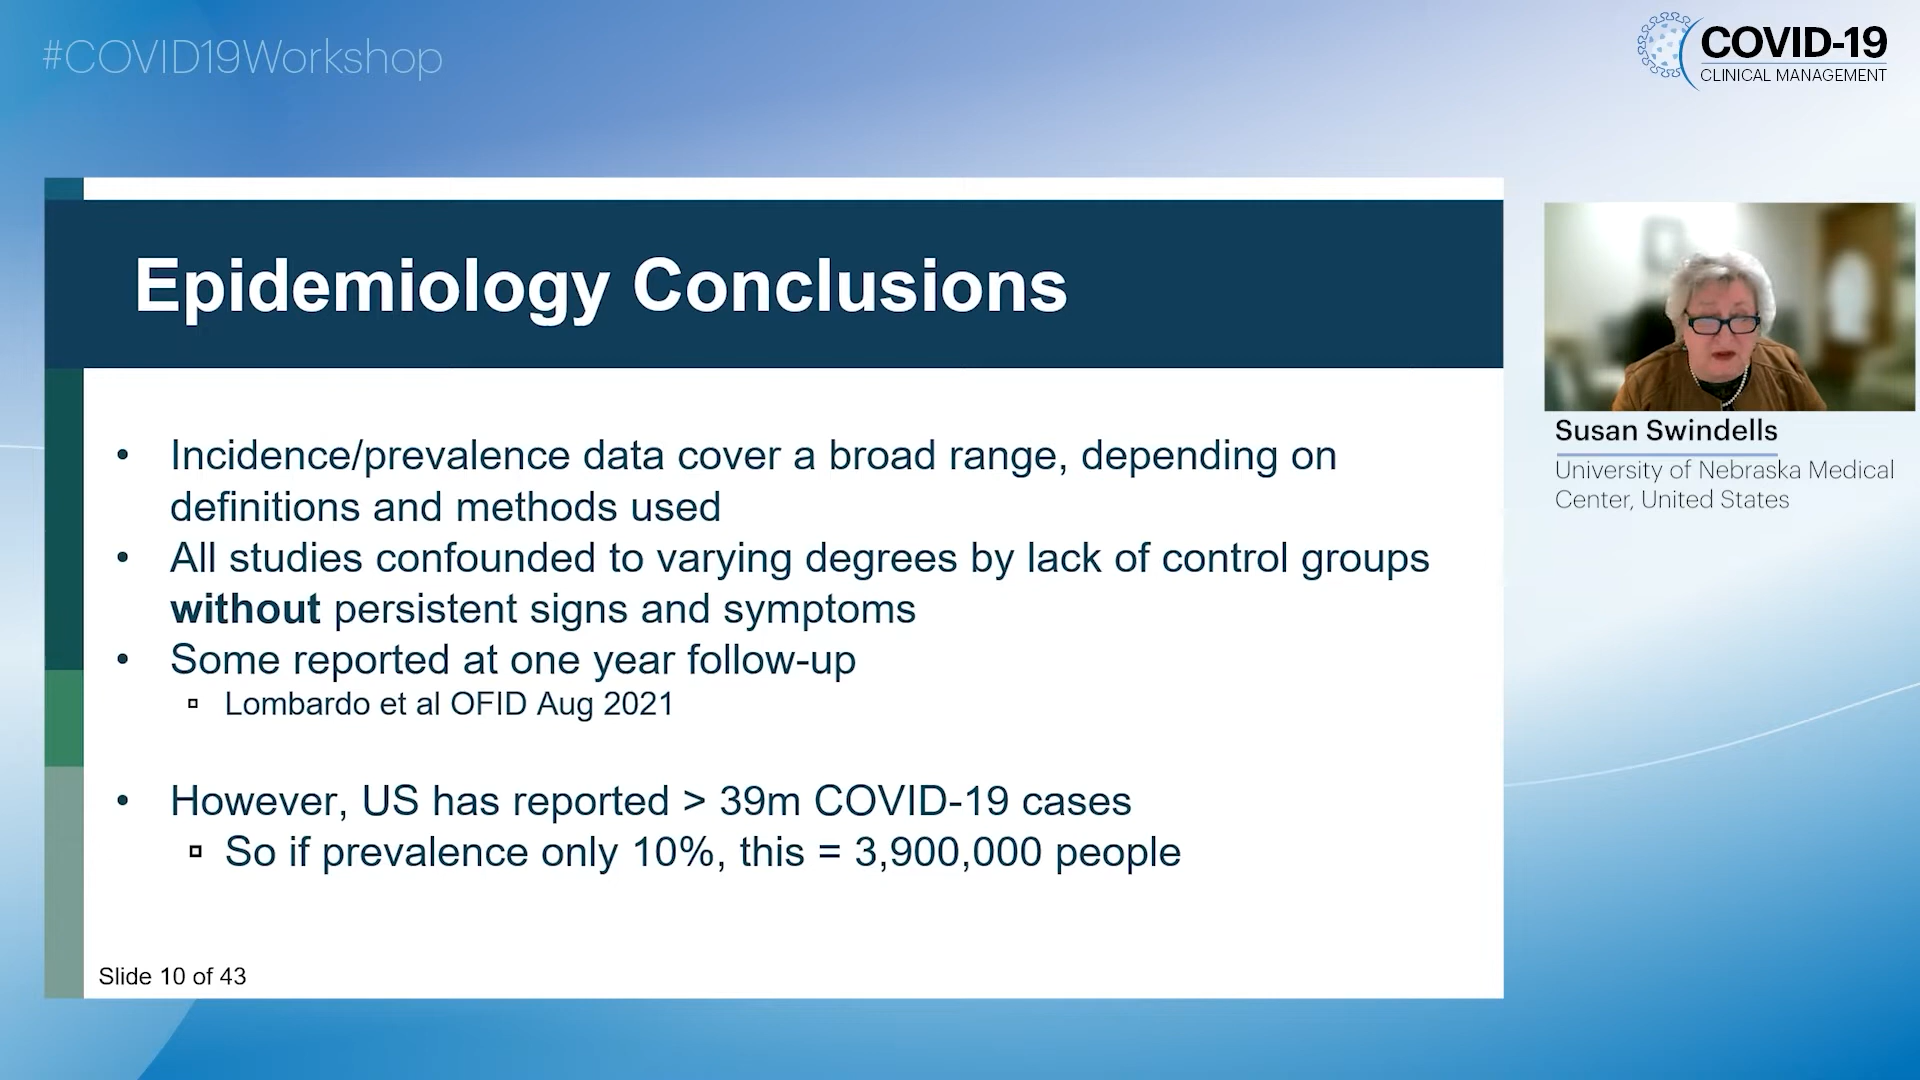 #COVID19Workshop
COVID-19
CLINICAL MANAGEMENT
Epidemiology Conclusions
• Incidence/prevalence data cover a broad range, depending on
definitions and methods used
• All studies confounded to varying degrees by lack of control groups
without persistent signs and symptoms
• Some reported at one year follow-up
▫ Lombardo et al OFID Aug 2021
• However, US has reported > 39m COVID-19 cases
▫ So if prevalence only 10%, this = 3,900,000 people
Slide 10 of 43
Susan Swindells
University of Nebraska Medical
Center, United States